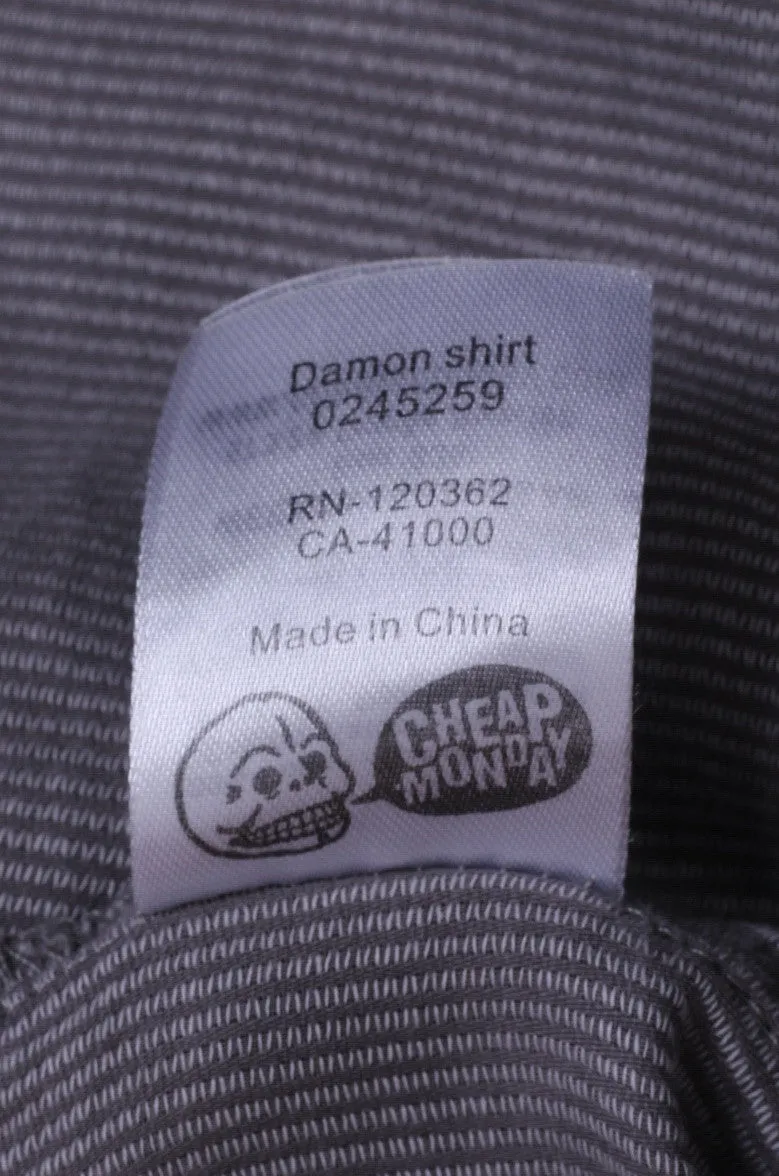 Damon shirt
0245259
RN-120362
CA-41000
Made in China
CHEAP
MONDAY